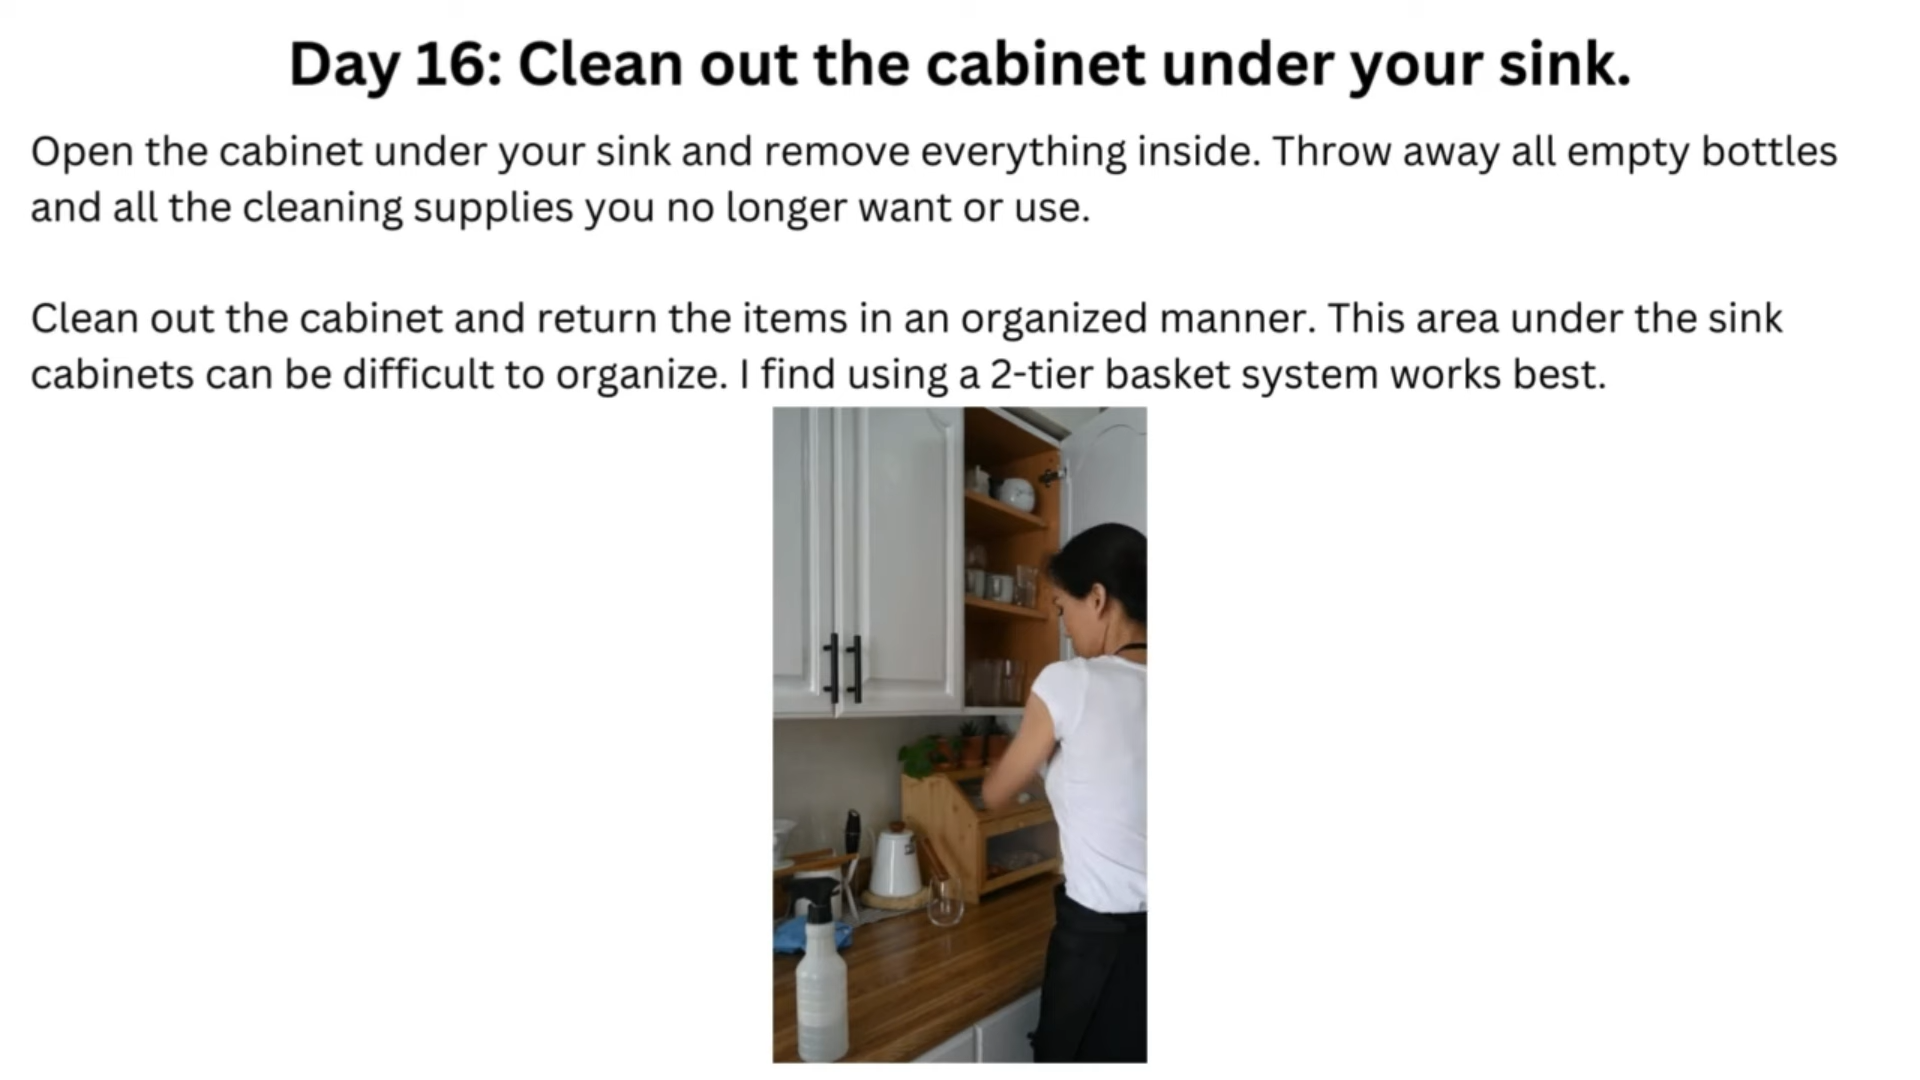 Day 16: Clean out the cabinet under your sink.
Open the cabinet under your sink and remove everything inside. Throw away all empty bottles
and all the cleaning supplies you no longer want or use.
Clean out the cabinet and return the items in an organized manner. This area under the sink
cabinets can be difficult to organize. I find using a 2-tier basket system works best.